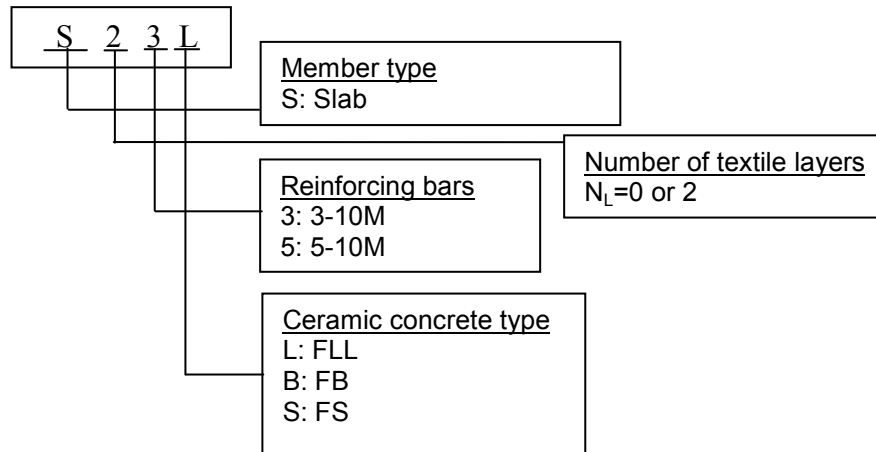 S 2 3 L
Member type
S: Slab
Number of textile layers
N_L=0 or 2
Reinforcing bars
3: 3-10M
5: 5-10M
Ceramic concrete type
L: FLL
B: FB
S: FS